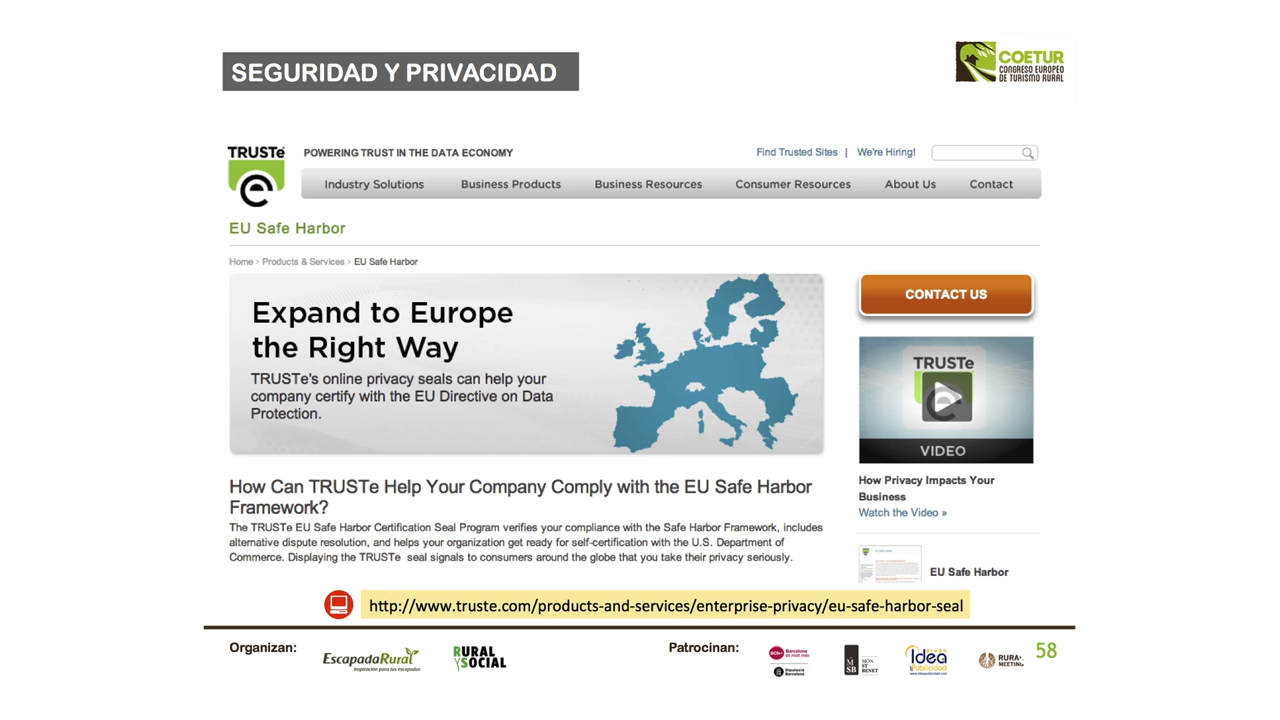 SEGURIDAD Y PRIVACIDAD
COETUR
CONGRESO EUROPEO
DE TURISMO RURAL
TRUSTe
POWERING TRUST IN THE DATA ECONOMY
Find Trusted Sites | We're Hiring!
Industry Solutions Business Products Business Resources Consumer Resources About Us Contact
EU Safe Harbor
Home > Products & Services > EU Safe Harbor
Expand to Europe
the Right Way
TRUSTe's online privacy seals can help your
company certify with the EU Directive on Data
Protection.
CONTACT US
TRUSTe
VIDEO
How Privacy Impacts Your
Business
Watch the Video »
How Can TRUSTe Help Your Company Comply with the EU Safe Harbor
Framework?
The TRUSTe EU Safe Harbor Certification Seal Program verifies your compliance with the Safe Harbor Framework, includes
alternative dispute resolution, and helps your organization get ready for self-certification with the U.S. Department of
Commerce. Displaying the TRUSTe seal signals to consumers around the globe that you take their privacy seriously.
EU Safe Harbor
http://www.truste.com/products-and-services/enterprise-privacy/eu-safe-harbor-seal
Organizan:
EscapadaRural
Inspiración para tus escapadas
RURAL
Y SOCIAL
Patrocinan:
BCN+ Barcelona
és molt més
Diputació
Barcelona
MSB
MÓN
ST
BENET
grupo
Idea
Publicidad
www.ideapublicidad.com
RURAL
MEETING
58